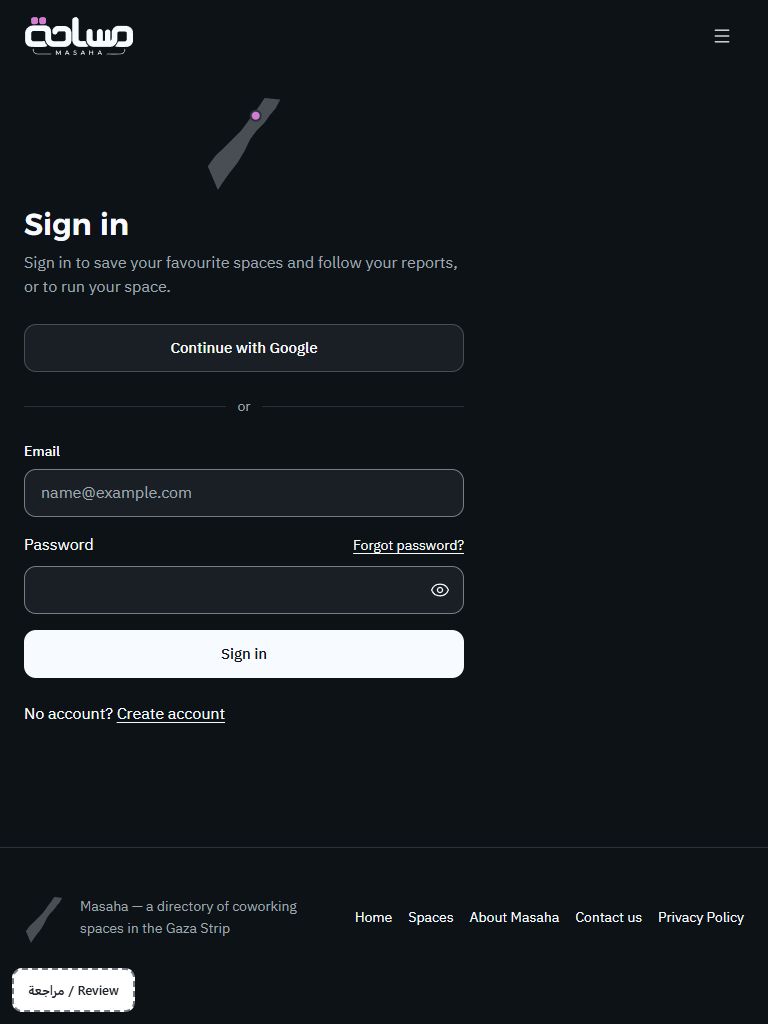 مساحة
MASAHA
Sign in
Sign in to save your favourite spaces and follow your reports,
or to run your space.
Continue with Google
or
Email
name@example.com
Password
Forgot password?
Sign in
No account? Create account
Masaha — a directory of coworking
spaces in the Gaza Strip
Home
Spaces
About Masaha
Contact us
Privacy Policy
مراجعة / Review